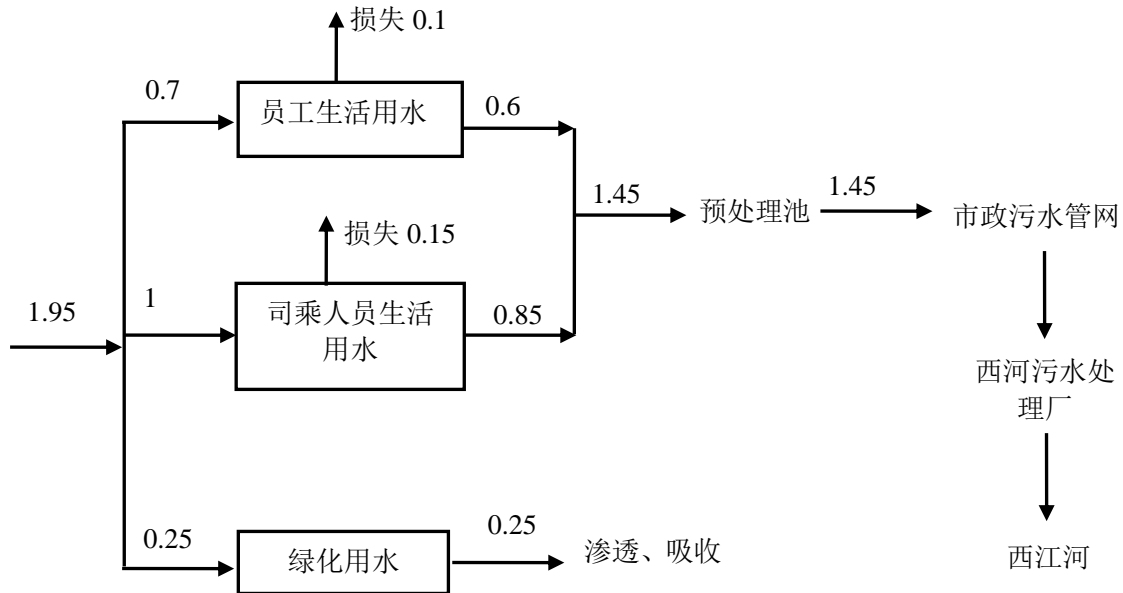 损失 0.1
0.7
员工生活用水
0.6
1.45
预处理池
1.45
市政污水管网
损失 0.15
1.95
1
司乘人员生活
用水
0.85
西河污水处
理厂
0.25
绿化用水
0.25
渗透、吸收
西江河